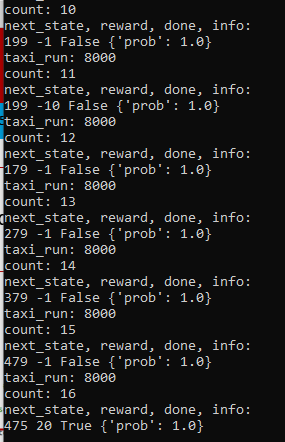 count: 10
next_state, reward, done, info:
199 -1 False {'prob': 1.0}
taxi_run: 8000
count: 11
next_state, reward, done, info:
199 -10 False {'prob': 1.0}
taxi_run: 8000
count: 12
next_state, reward, done, info:
179 -1 False {'prob': 1.0}
taxi_run: 8000
count: 13
next_state, reward, done, info:
279 -1 False {'prob': 1.0}
taxi_run: 8000
count: 14
next_state, reward, done, info:
379 -1 False {'prob': 1.0}
taxi_run: 8000
count: 15
next_state, reward, done, info:
479 -1 False {'prob': 1.0}
taxi_run: 8000
count: 16
next_state, reward, done, info:
475 20 True {'prob': 1.0}